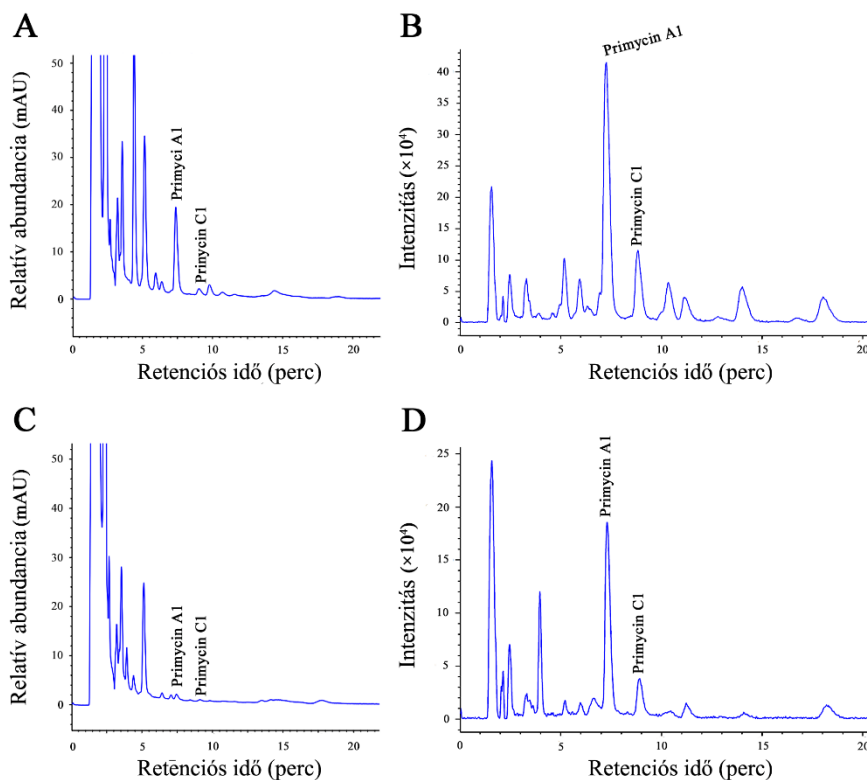 A
Relatív abundancia (mAU)
50
40
30
20
10
0
Primyci A1
Primycin C1
0
5
10
15
20
Retenciós idő (perc)
B
Intenzitás (×10⁴)
40
35
30
25
20
15
10
5
0
Primycin A1
Primycin C1
0
5
10
15
20
Retenciós idő (perc)
C
Relatív abundancia (mAU)
50
40
30
20
10
0
Primycin A1
Primycin C1
0
5
10
15
20
Retenciós idő (perc)
D
Intenzitás (×10⁴)
25
20
15
10
5
0
Primycin A1
Primycin C1
0
5
10
15
20
Retenciós idő (perc)